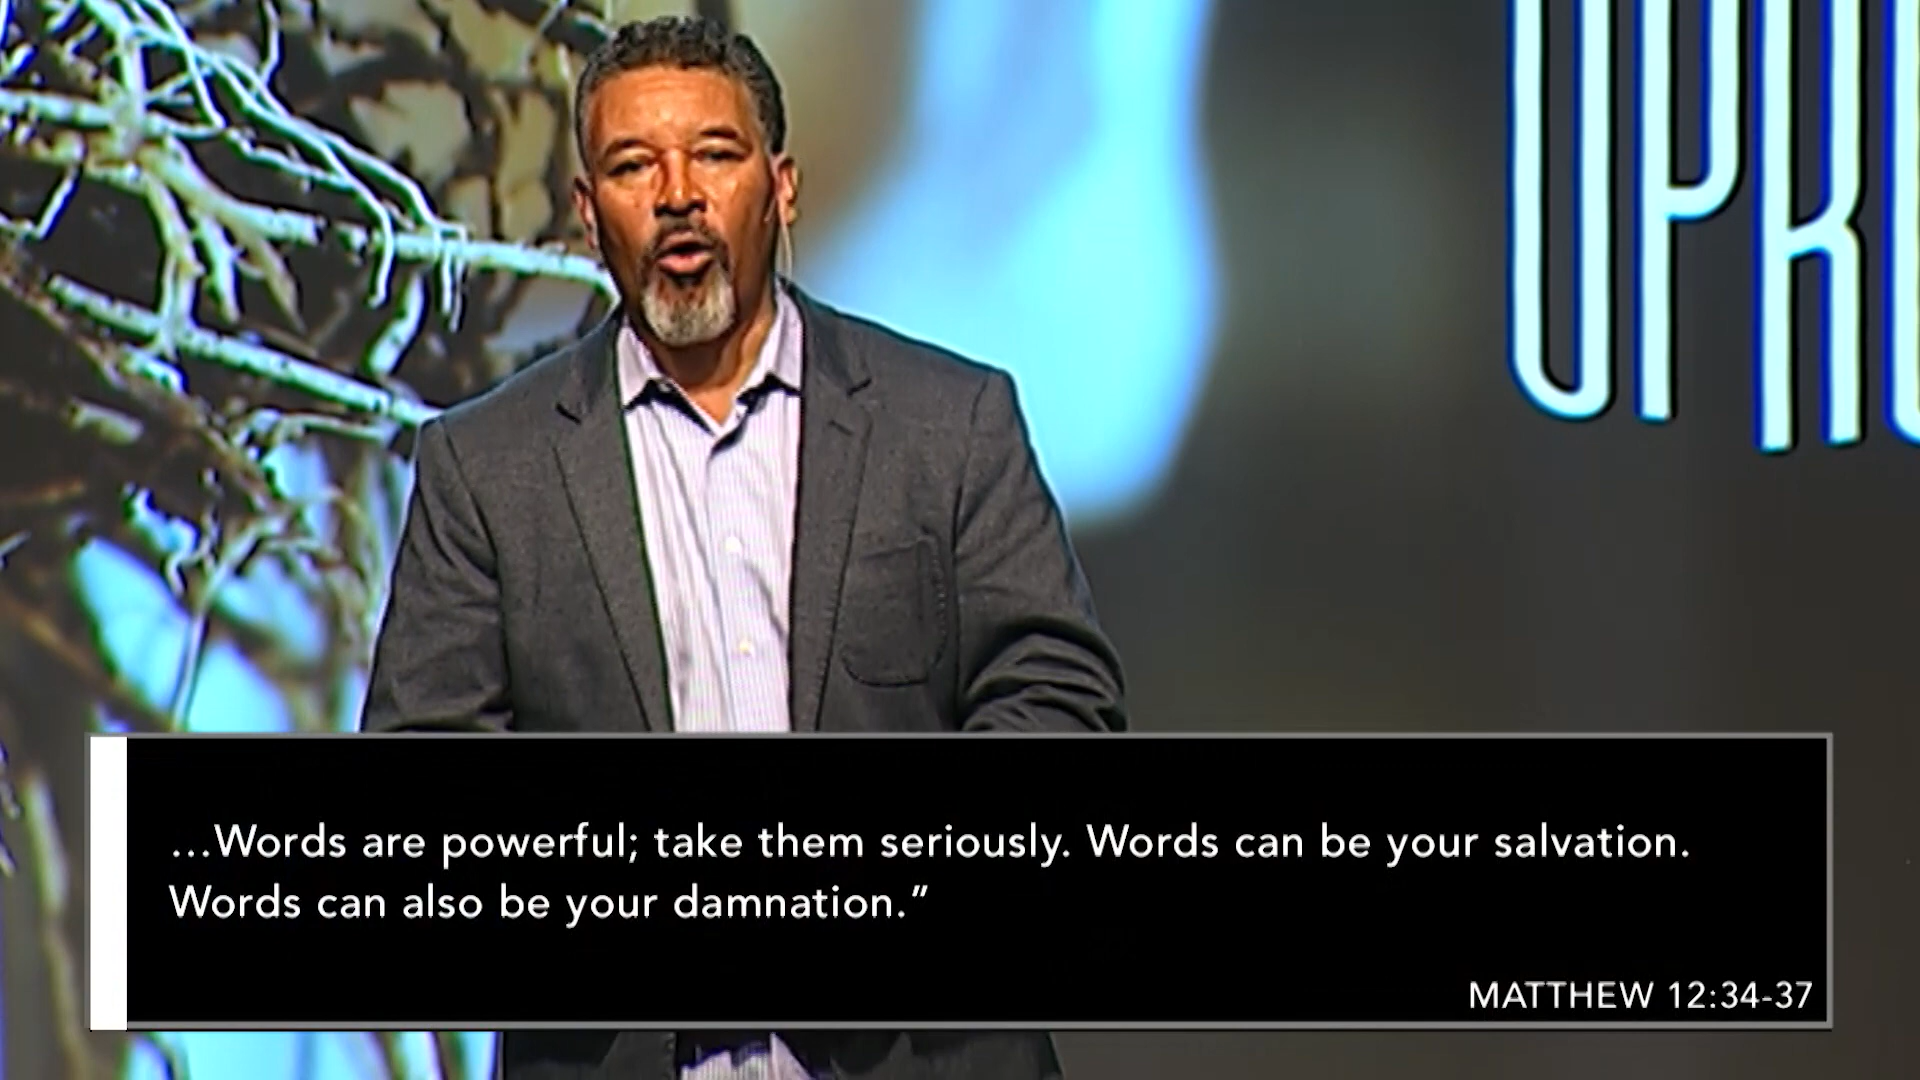 UPR
…Words are powerful; take them seriously. Words can be your salvation.
Words can also be your damnation.”
MATTHEW 12:34-37